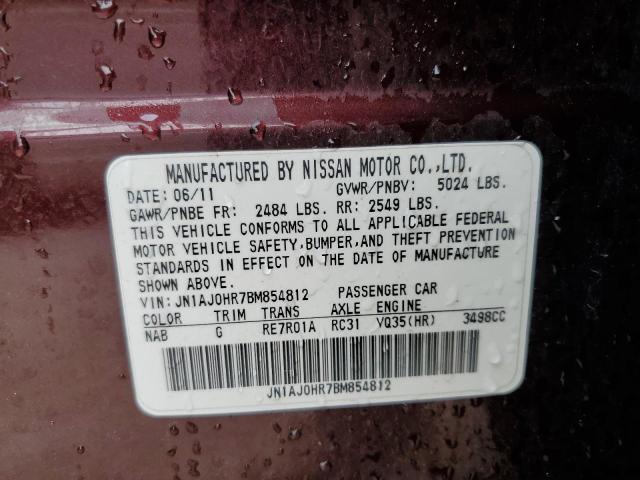 MANUFACTURED BY NISSAN MOTOR CO.,LTD.
DATE: 06/11 GVWR/PNBV: 5024 LBS.
GAWR/PNBE FR: 2484 LBS. RR: 2549 LBS.
THIS VEHICLE CONFORMS TO ALL APPLICABLE FEDERAL
MOTOR VEHICLE SAFETY,BUMPER,AND THEFT PREVENTION
STANDARDS IN EFFECT ON THE DATE OF MANUFACTURE
SHOWN ABOVE.
VIN: JN1AJ0HR7BM854812 PASSENGER CAR
COLOR TRIM TRANS AXLE ENGINE
NAB G RE7R01A RC31 VQ35(HR) 3498CC
JN1AJ0HR7BM854812